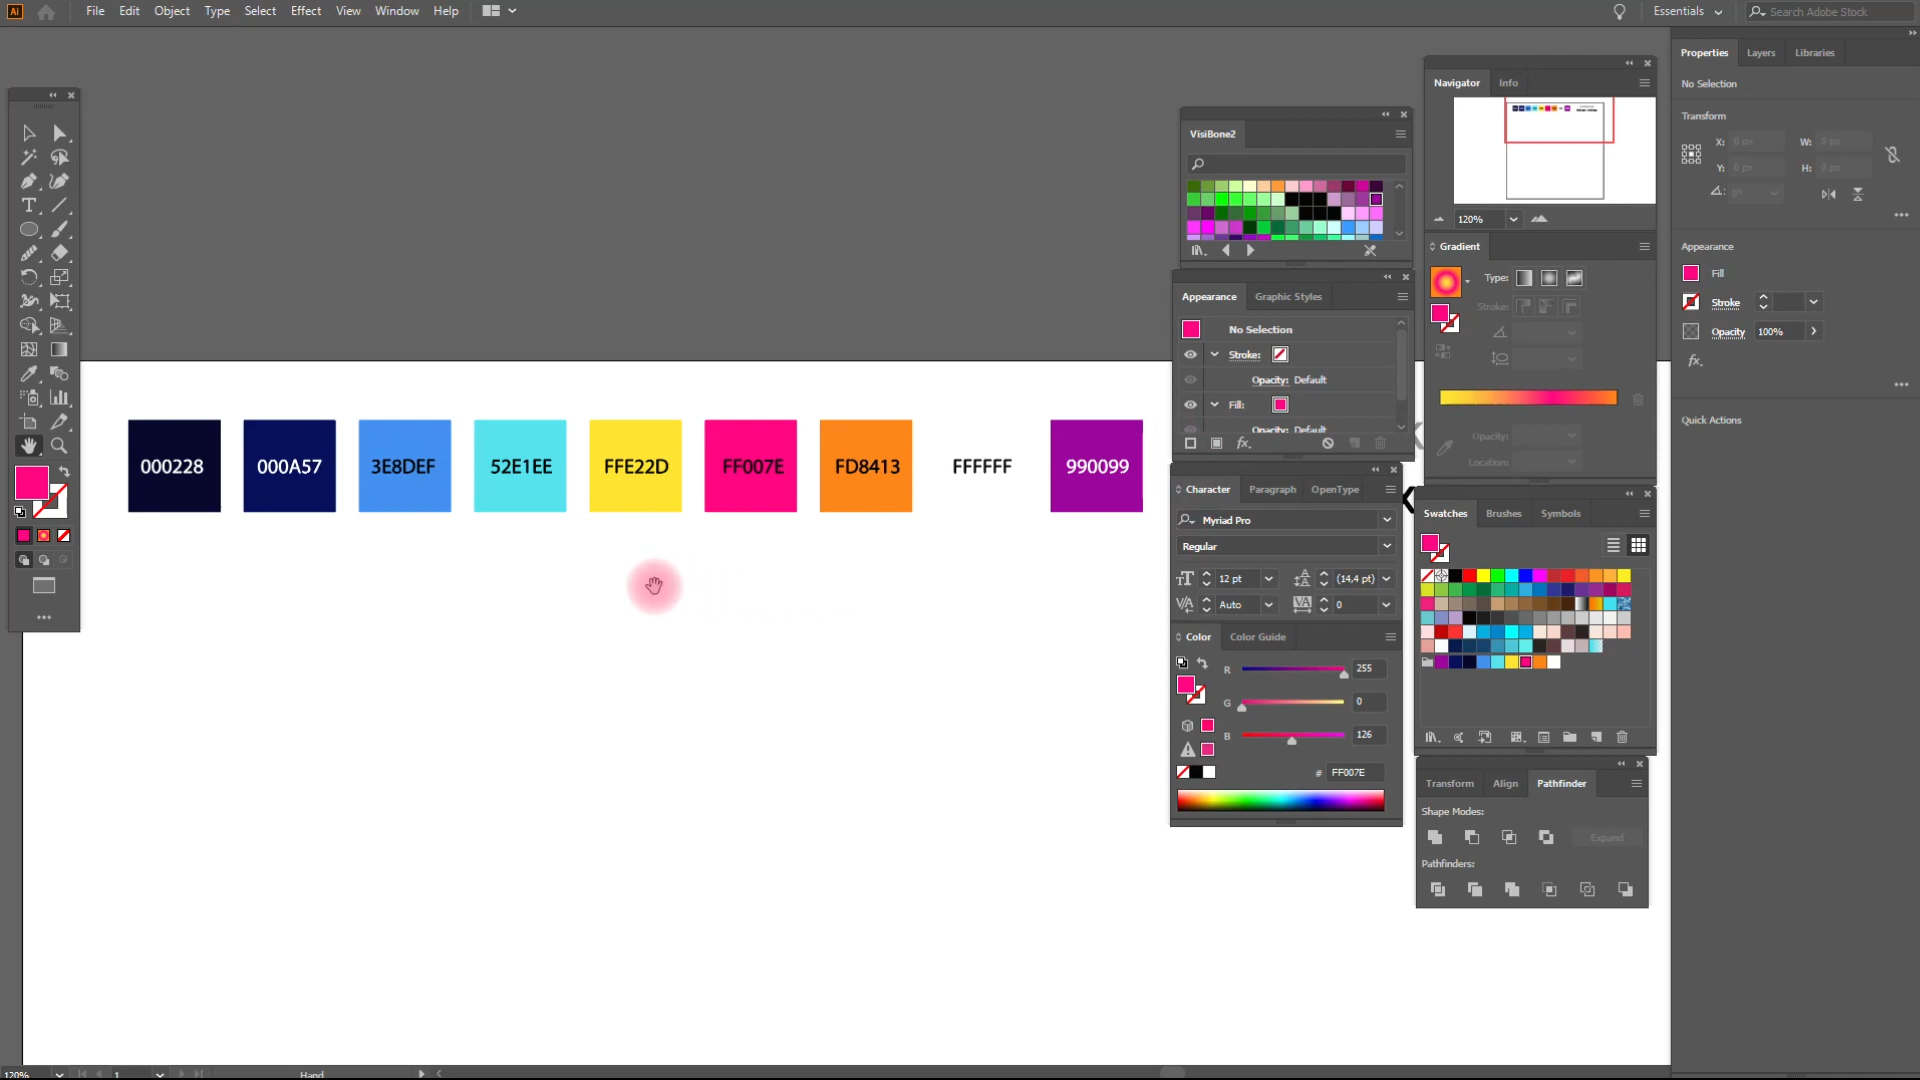 Ai File Edit Object Type Select Effect View Window Help
Essentials Search Adobe Stock
Properties Layers Libraries
No Selection
Transform
X: 0 px W: 0 px
Y: 0 px H: 0 px
0°
Appearance
Fill
Stroke
Opacity 100%
fx.
Quick Actions
Navigator Info
120%
Gradient
Type:
Stroke:
Opacity:
Location:
VisiBone2
Appearance Graphic Styles
No Selection
Stroke:
Opacity: Default
Fill:
Opacity: Default
fx.
000228 000A57 3E8DEF 52E1EE FFE22D FF007E FD8413 FFFFFF 990099
Character Paragraph OpenType
Myriad Pro
Regular
12 pt (14,4 pt)
Auto 0
Color Color Guide
R 255
G 0
B 126
# FF007E
Swatches Brushes Symbols
Transform Align Pathfinder
Shape Modes:
Expand
Pathfinders:
120% 1 Hand